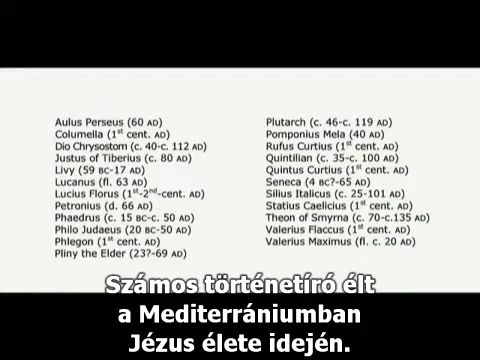 Aulus Perseus (60 AD)
Columella (1st cent. AD)
Dio Chrysostom (c. 40-c. 112 AD)
Justus of Tiberius (c. 80 AD)
Livy (59 BC-17 AD)
Lucanus (fl. 63 AD)
Lucius Florus (1st-2nd-cent. AD)
Petronius (d. 66 AD)
Phaedrus (c. 15 BC-c. 50 AD)
Philo Judaeus (20 BC-50 AD)
Phlegon (1st cent. AD)
Pliny the Elder (23?-69 AD)
Plutarch (c. 46-c. 119 AD)
Pomponius Mela (40 AD)
Rufus Curtius (1st cent. AD)
Quintilian (c. 35-c. 100 AD)
Quintus Curtius (1st cent. AD)
Seneca (4 BC?-65 AD)
Silius Italicus (c. 25-101 AD)
Statius Caelicius (1st cent. AD)
Theon of Smyrna (c. 70-c.135 AD)
Valerius Flaccus (1st cent. AD)
Valerius Maximus (fl. c. 20 AD)
Számos történetíró élt
a Mediterrániumban
Jézus élete idején.